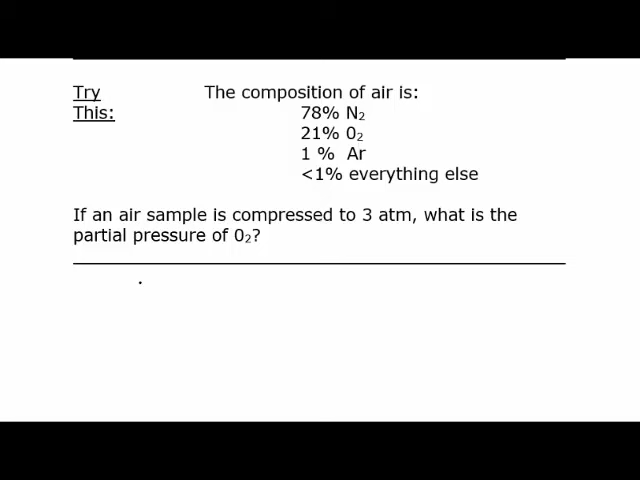 Try The composition of air is:
This: 78% N₂
21% 0₂
1 % Ar
<1% everything else
If an air sample is compressed to 3 atm, what is the
partial pressure of 0₂?